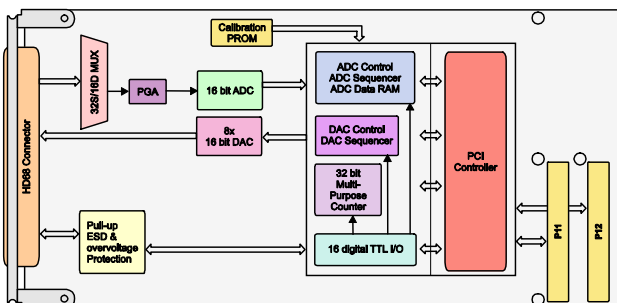 Calibration
PROM
HD68 Connector
32S/16D MUX
PGA
16 bit ADC
ADC Control
ADC Sequencer
ADC Data RAM
8x
16 bit DAC
DAC Control
DAC Sequencer
32 bit
Multi-
Purpose
Counter
PCI
Controller
Pull-up
ESD &
overvoltage
Protection
16 digital TTL I/O
P11
P12